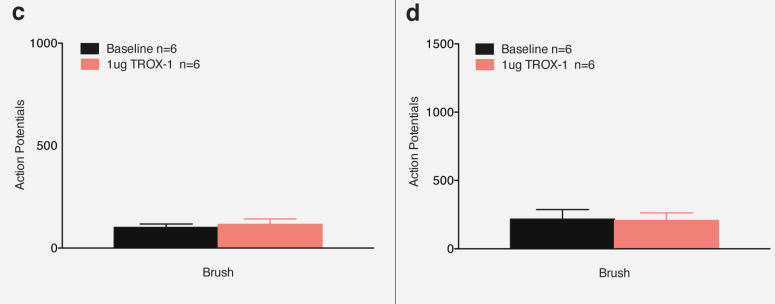 c
1000
500
0
Action Potentials
Baseline n=6
1ug TROX-1 n=6
Brush
d
1500
1000
500
0
Action Potentials
Baseline n=6
1ug TROX-1 n=6
Brush